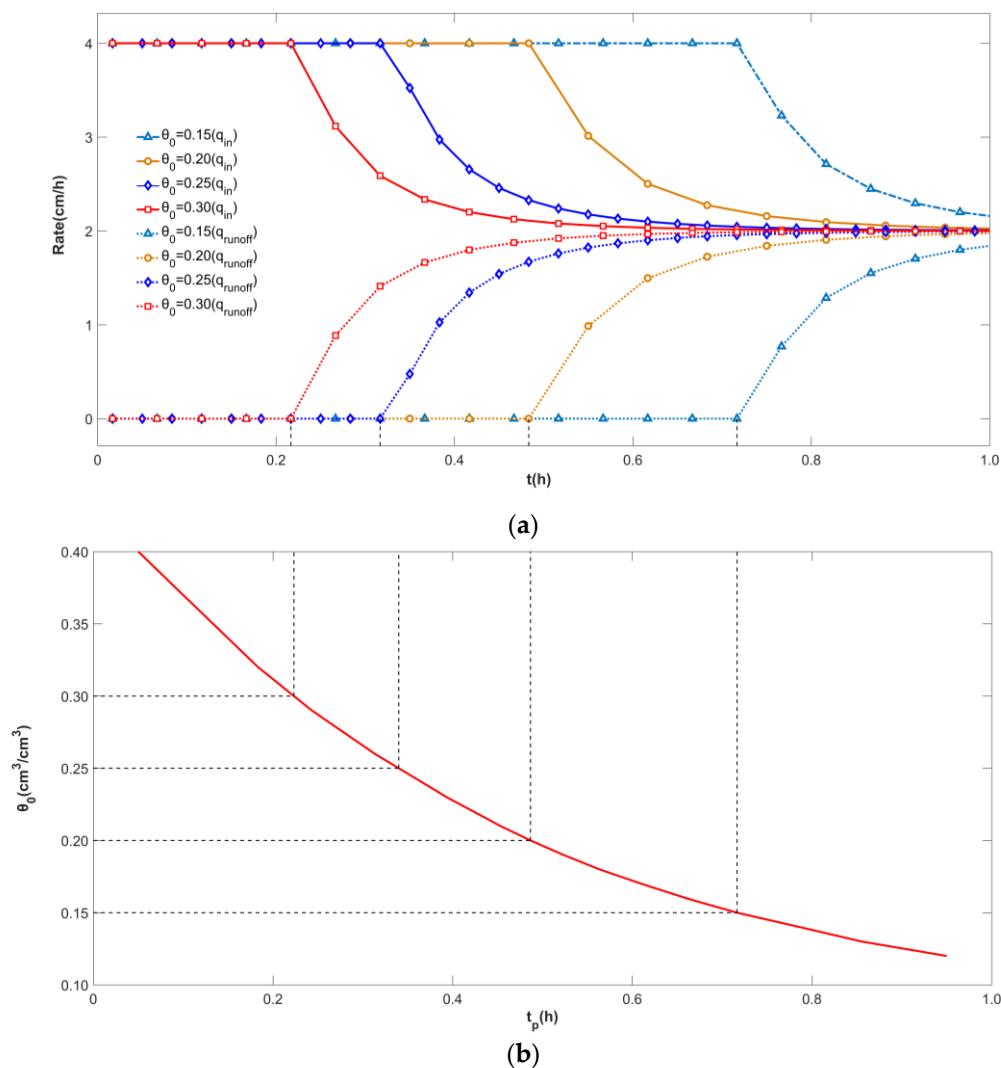 4
3
2
1
0
Rate(cm/h)
θ0=0.15(qin)
θ0=0.20(qin)
θ0=0.25(qin)
θ0=0.30(qin)
θ0=0.15(qrunoff)
θ0=0.20(qrunoff)
θ0=0.25(qrunoff)
θ0=0.30(qrunoff)
0 0.2 0.4 0.6 0.8 1.0
t(h)
(a)
0.40
0.35
0.30
0.25
0.20
0.15
0.10
θ0(cm3/cm3)
0 0.2 0.4 0.6 0.8 1.0
tp(h)
(b)